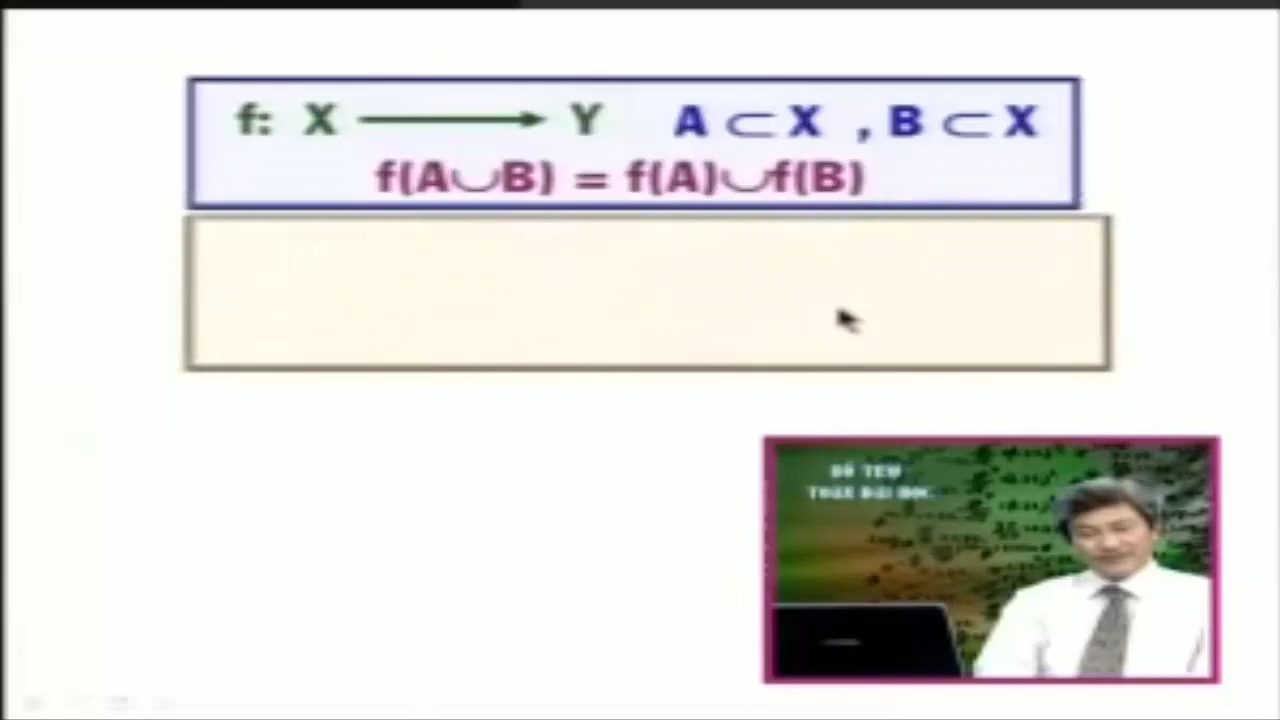 f: X ⟶ Y A ⊂ X , B ⊂ X
f(A∪B) = f(A)∪f(B)